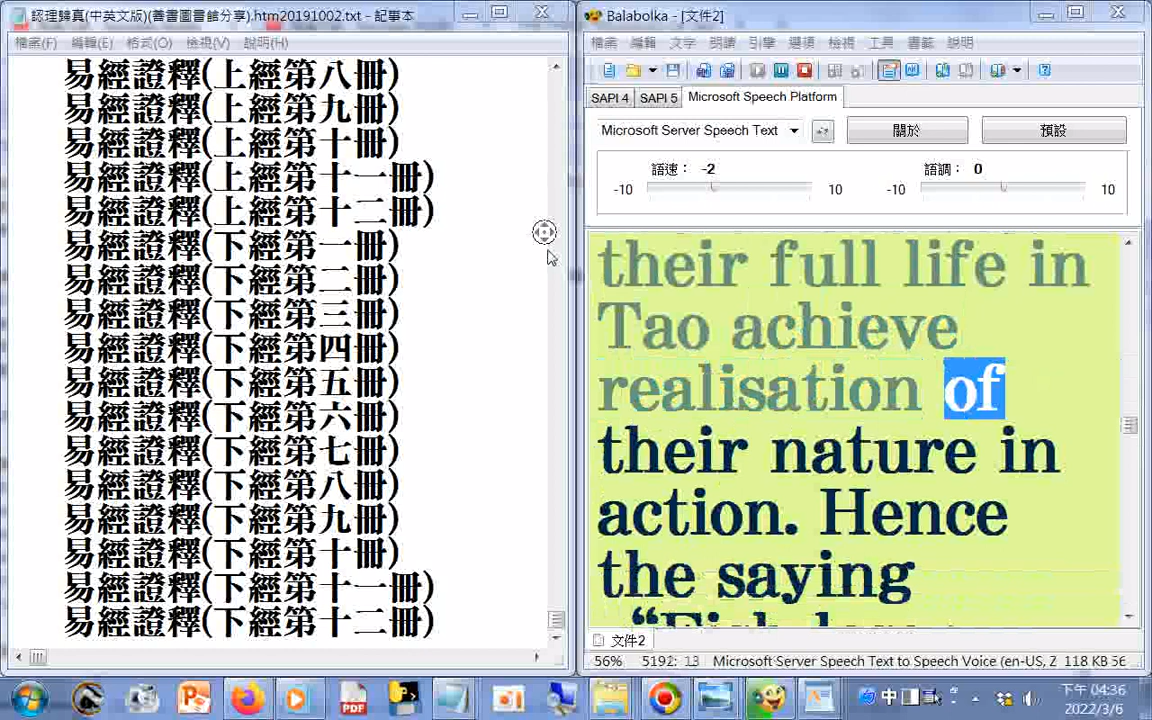 認理歸真(中英文版)(善書圖書館分享).htm20191002.txt - 記事本
檔案(F) 編輯(E) 格式(O) 檢視(V) 說明(H)
易經證釋(上經第八冊)
易經證釋(上經第九冊)
易經證釋(上經第十冊)
易經證釋(上經第十一冊)
易經證釋(上經第十二冊)
易經證釋(下經第一冊)
易經證釋(下經第二冊)
易經證釋(下經第三冊)
易經證釋(下經第四冊)
易經證釋(下經第五冊)
易經證釋(下經第六冊)
易經證釋(下經第七冊)
易經證釋(下經第八冊)
易經證釋(下經第九冊)
易經證釋(下經第十冊)
易經證釋(下經第十一冊)
易經證釋(下經第十二冊)
Balabolka - [文件2]
檔案 編輯 文字 朗讀 引擎 選項 檢視 工具 書籤 說明
SAPI 4 SAPI 5 Microsoft Speech Platform
Microsoft Server Speech Text 關於 預設
語速： -2 語調： 0
-10 10 -10 10
their full life in
Tao achieve
realisation of
their nature in
action. Hence
the saying
文件2
56% 5192: 13 Microsoft Server Speech Text to Speech Voice (en-US, Z 118 KB 56
PDF
中
下午 04:36
2022/3/6